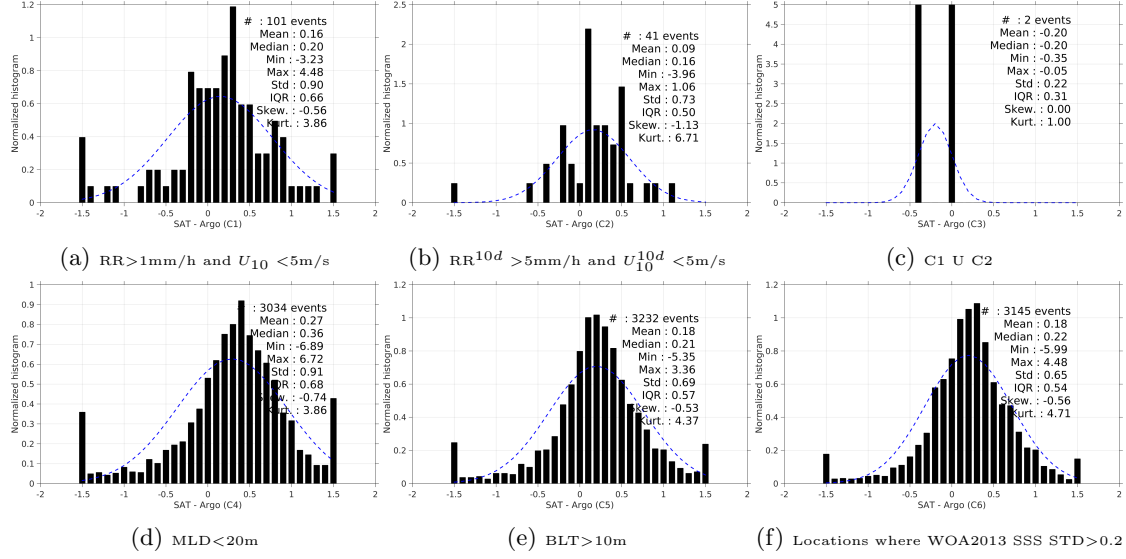 # : 101 events
Mean : 0.16
Median : 0.20
Min : -3.23
Max : 4.48
Std : 0.90
IQR : 0.66
Skew. : -0.56
Kurt. : 3.86
Normalized histogram
1.2
1
0.8
0.6
0.4
0.2
0
-2 -1.5 -1 -0.5 0 0.5 1 1.5 2
SAT - Argo (C1)
(a) RR>1mm/h and U10 <5m/s
# : 41 events
Mean : 0.09
Median : 0.16
Min : -3.96
Max : 1.06
Std : 0.73
IQR : 0.50
Skew. : -1.13
Kurt. : 6.71
Normalized histogram
2.5
2
1.5
1
0.5
0
-2 -1.5 -1 -0.5 0 0.5 1 1.5 2
SAT - Argo (C2)
(b) RR^10d >5mm/h and U10^10d <5m/s
# : 2 events
Mean : -0.20
Median : -0.20
Min : -0.35
Max : -0.05
Std : 0.22
IQR : 0.31
Skew. : 0.00
Kurt. : 1.00
Normalized histogram
5
4.5
4
3.5
3
2.5
2
1.5
1
0.5
0
-2 -1.5 -1 -0.5 0 0.5 1 1.5 2
SAT - Argo (C3)
(c) C1 U C2
# : 3034 events
Mean : 0.27
Median : 0.36
Min : -6.89
Max : 6.72
Std : 0.91
IQR : 0.68
Skew. : -0.74
Kurt. : 3.86
Normalized histogram
1
0.9
0.8
0.7
0.6
0.5
0.4
0.3
0.2
0.1
0
-2 -1.5 -1 -0.5 0 0.5 1 1.5 2
SAT - Argo (C4)
(d) MLD<20m
# : 3232 events
Mean : 0.18
Median : 0.21
Min : -5.35
Max : 3.36
Std : 0.69
IQR : 0.57
Skew. : -0.53
Kurt. : 4.37
Normalized histogram
1.2
1
0.8
0.6
0.4
0.2
0
-2 -1.5 -1 -0.5 0 0.5 1 1.5 2
SAT - Argo (C5)
(e) BLT>10m
# : 3145 events
Mean : 0.18
Median : 0.22
Min : -5.99
Max : 4.48
Std : 0.65
IQR : 0.54
Skew. : -0.56
Kurt. : 4.71
Normalized histogram
1.2
1
0.8
0.6
0.4
0.2
0
-2 -1.5 -1 -0.5 0 0.5 1 1.5 2
SAT - Argo (C6)
(f) Locations where WOA2013 SSS STD>0.2